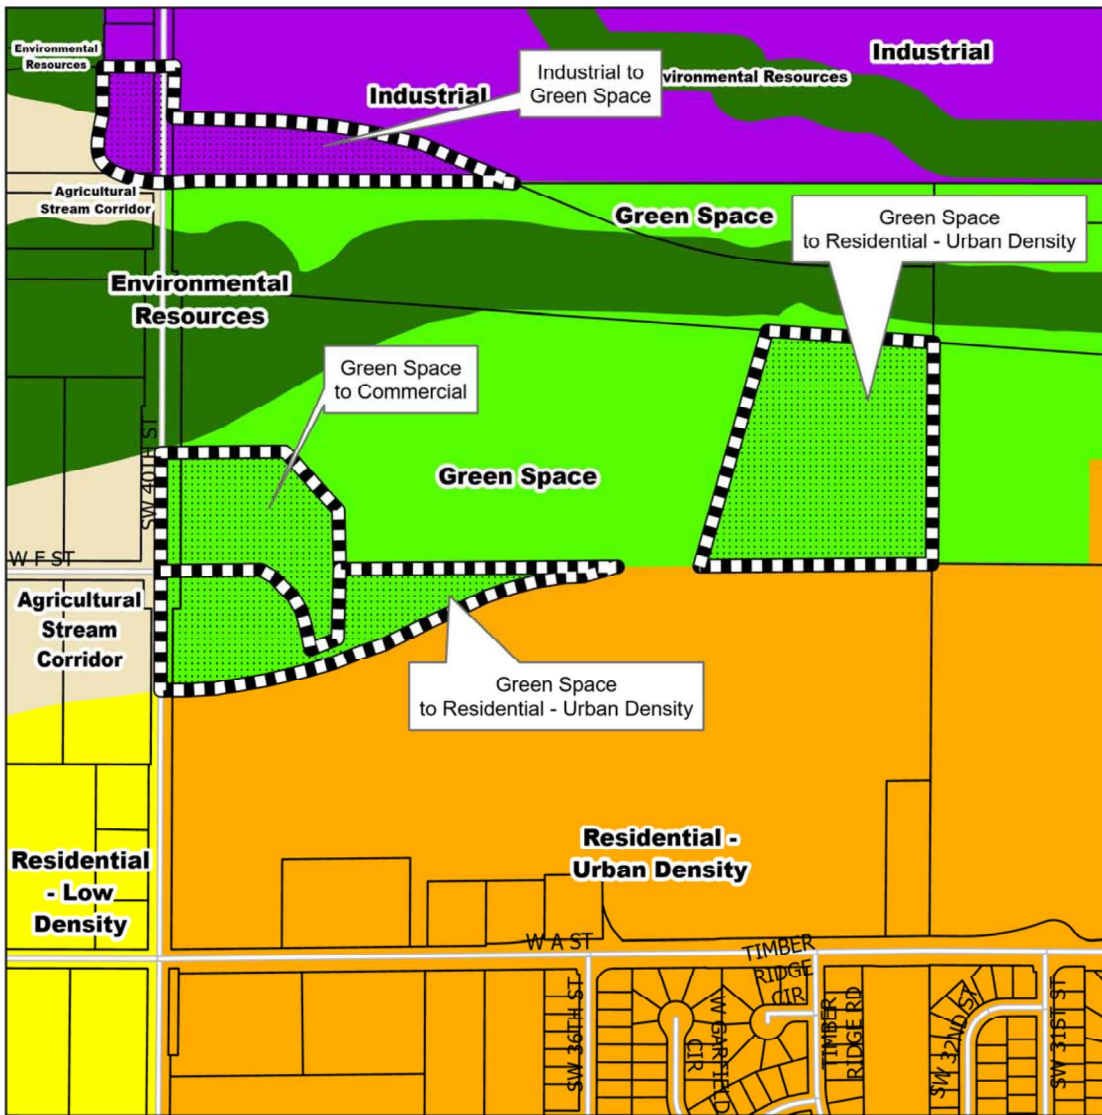 Environmental
Resources
Industrial
Industrial to
Green Space
Industrial
vironmental Resources
Agricultural
Stream Corridor
Green Space
Green Space
to Residential - Urban Density
Environmental
Resources
Green Space
to Commercial
SW 40TH ST
Green Space
W F ST
Agricultural
Stream
Corridor
Green Space
to Residential - Urban Density
Residential
- Low
Density
Residential -
Urban Density
W A ST
TIMBER
RIDGE
CIR
SW 36TH ST
W GARFIELD
CIR
TIMBER
RIDGE RD
SW 32ND ST
SW 31ST ST